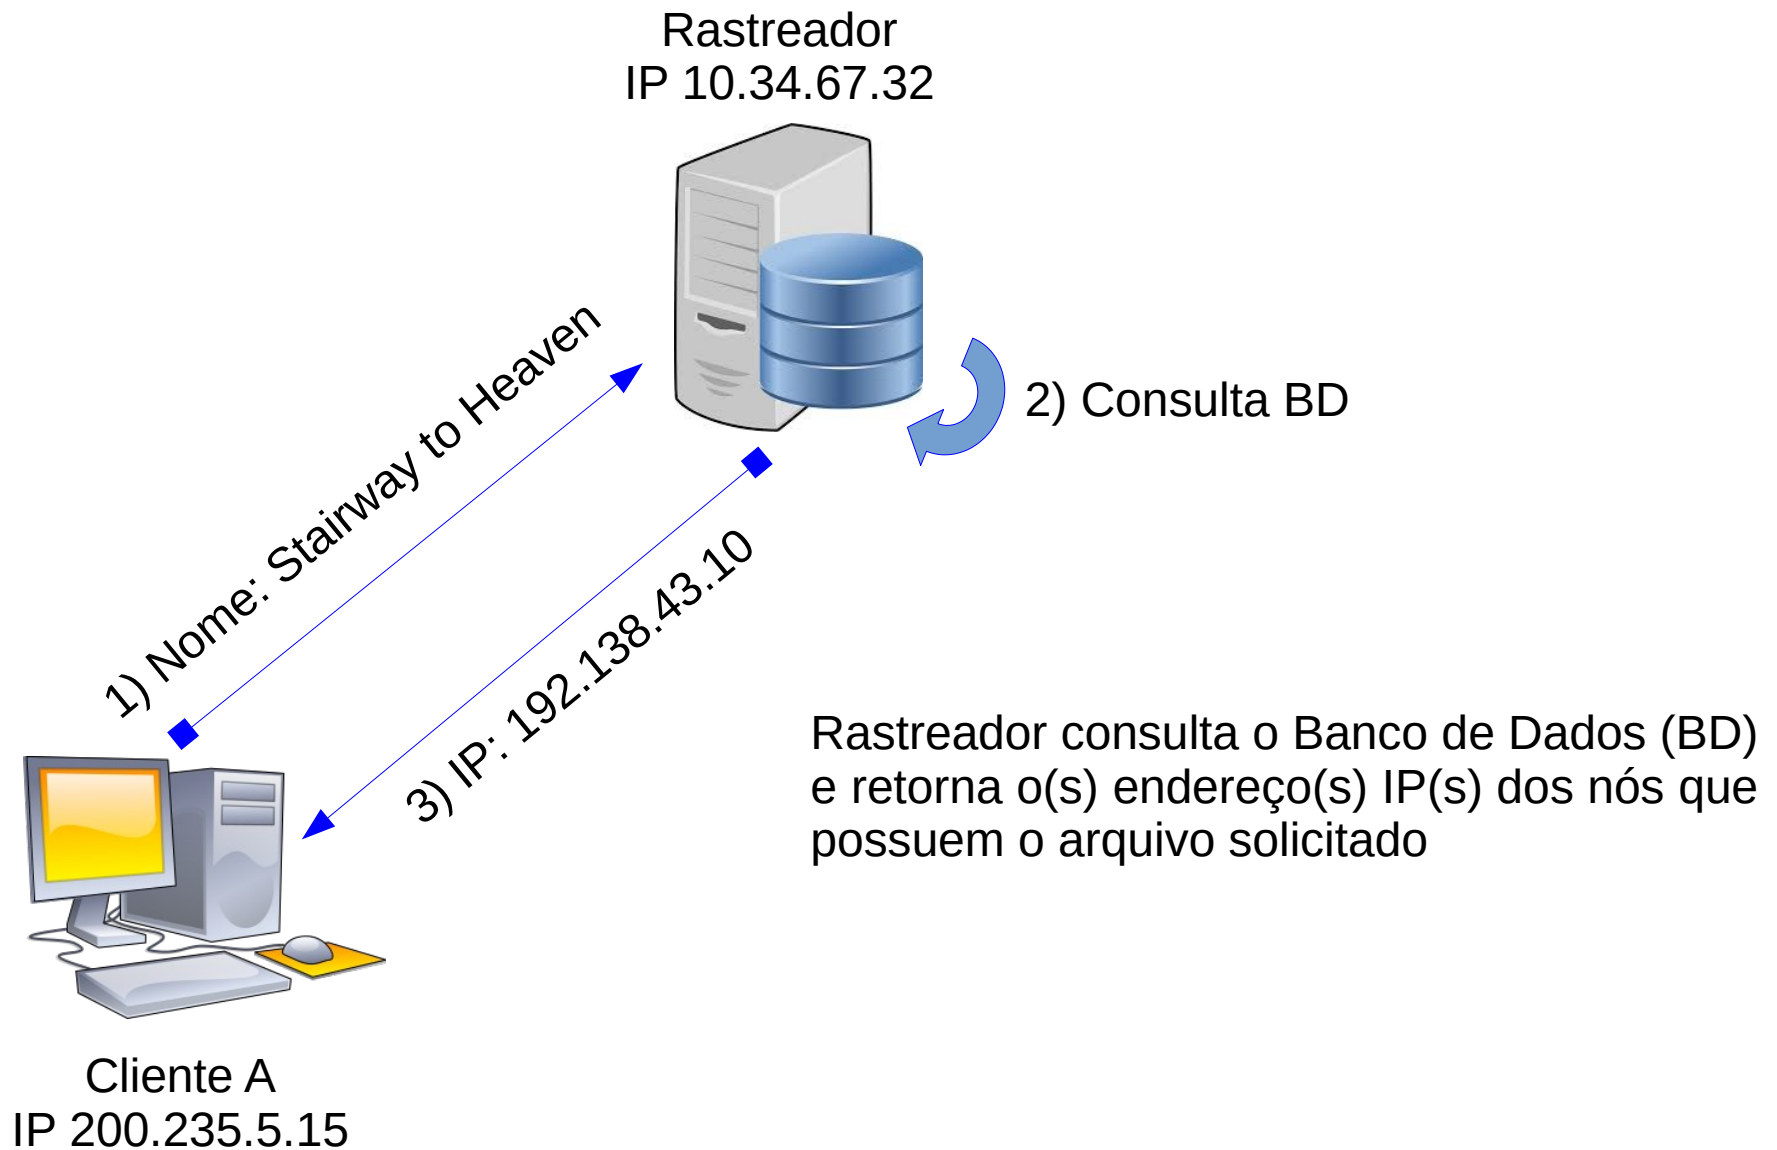 Rastreador
IP 10.34.67.32
1) Nome: Stairway to Heaven
2) Consulta BD
3) IP: 192.138.43.10
Rastreador consulta o Banco de Dados (BD)
e retorna o(s) endereço(s) IP(s) dos nós que
possuem o arquivo solicitado
Cliente A
IP 200.235.5.15